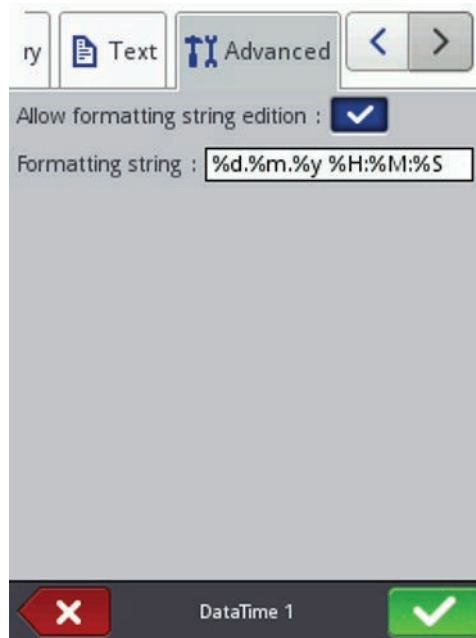 ry Text Advanced
Allow formatting string edition :
Formatting string : %d.%m.%y %H:%M:%S
DataTime 1